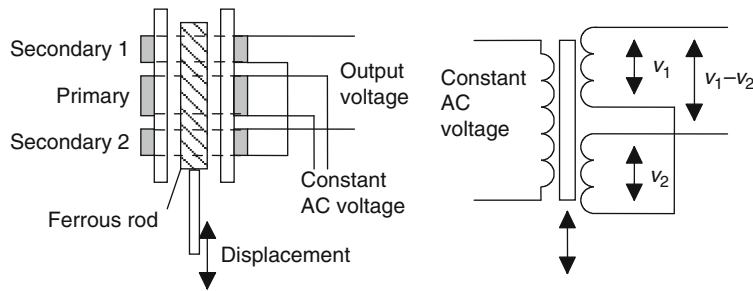 Secondary 1
Primary
Secondary 2
Ferrous rod
Displacement
Output
voltage
Constant
AC voltage
Constant
AC
voltage
v1
v1–v2
v2